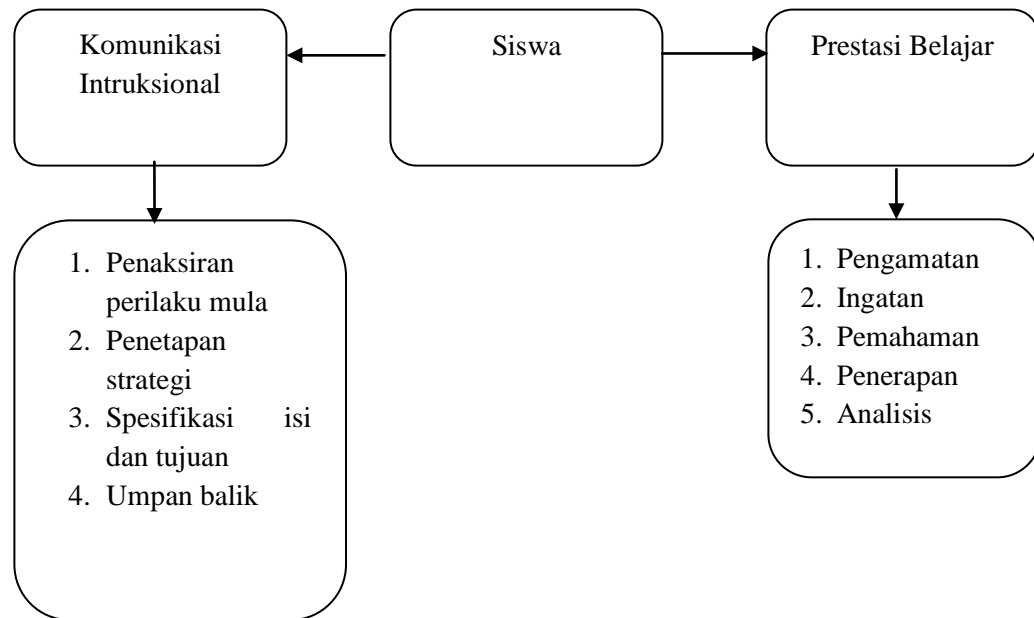 Komunikasi
Intruksional
Siswa
Prestasi Belajar
1. Penaksiran
perilaku mula
2. Penetapan
strategi
3. Spesifikasi isi
dan tujuan
4. Umpan balik
1. Pengamatan
2. Ingatan
3. Pemahaman
4. Penerapan
5. Analisis